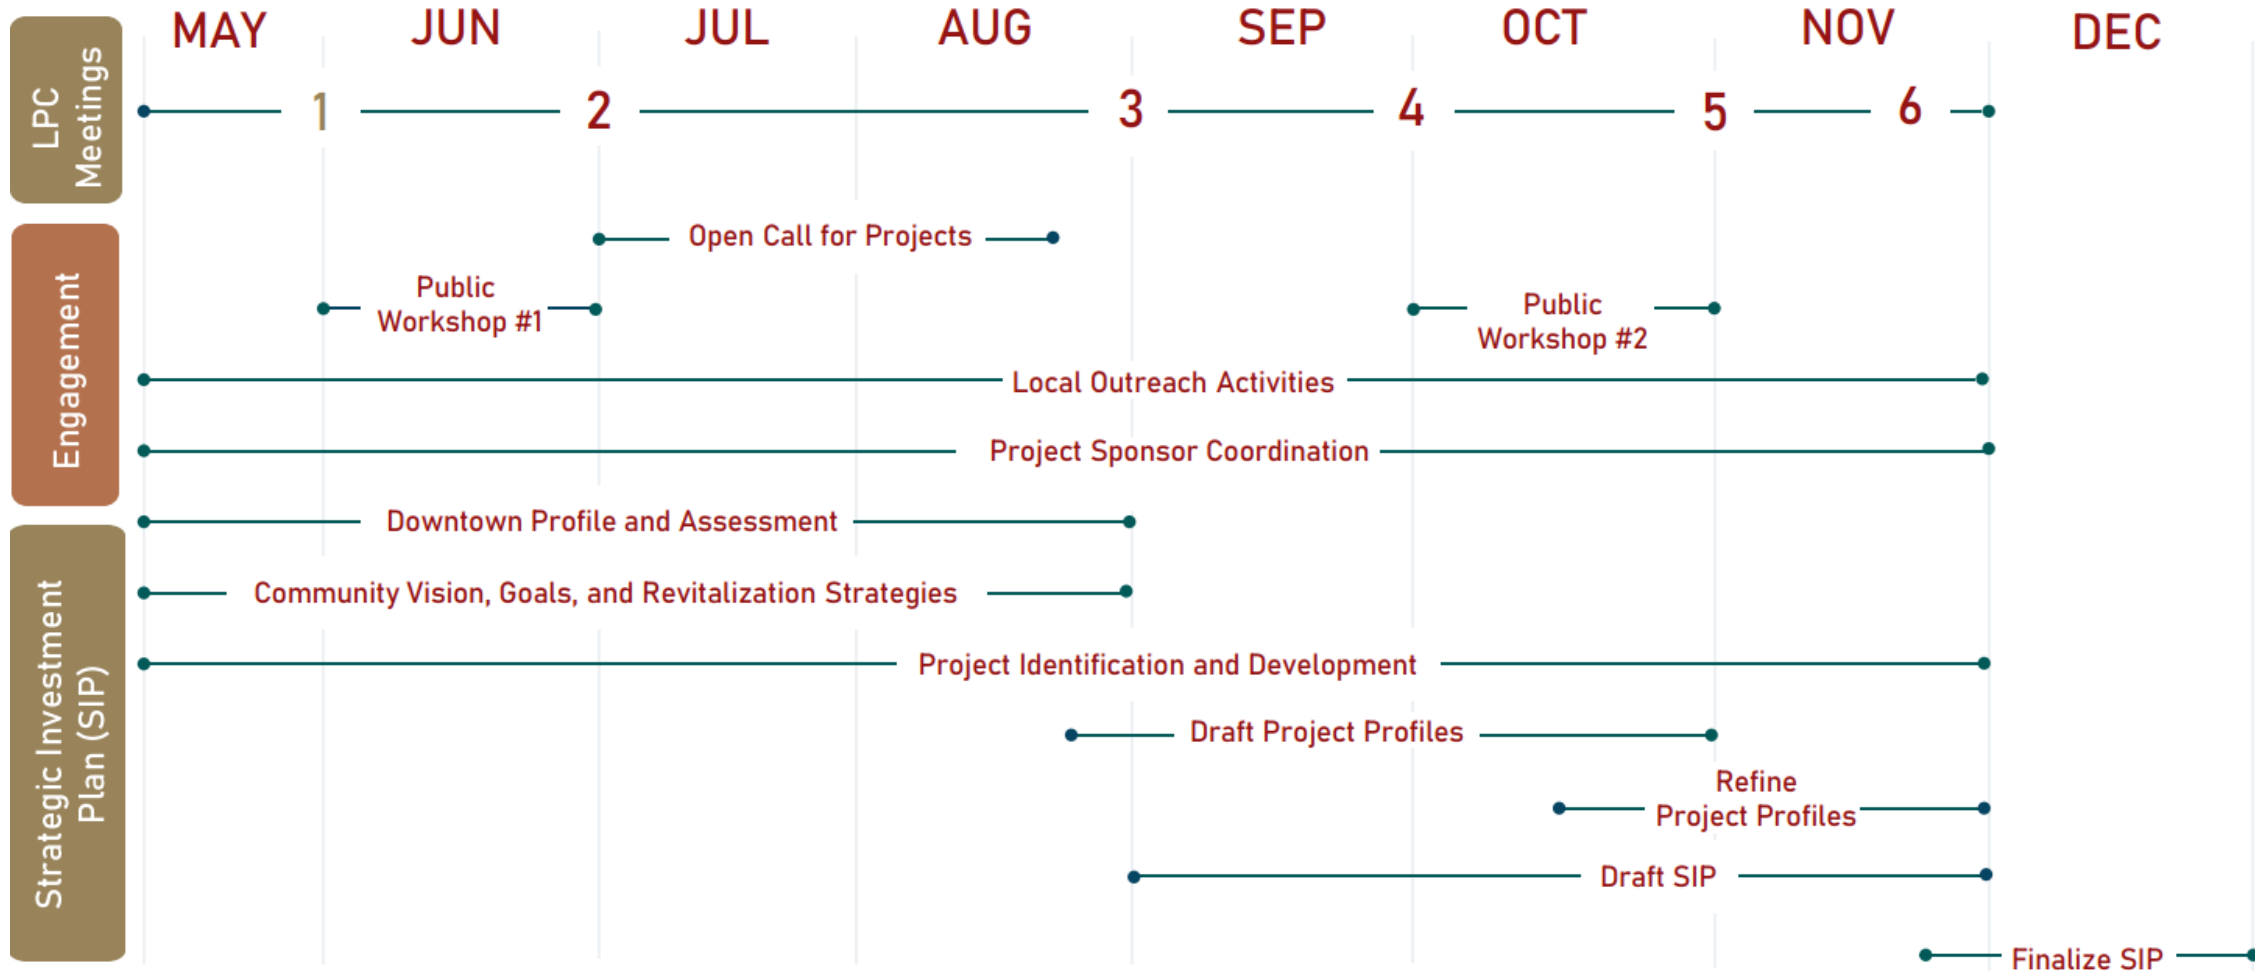 MAY JUN JUL AUG SEP OCT NOV DEC
LPC
Meetings
1 2 3 4 5 6
Engagement
Open Call for Projects
Public
Workshop #1
Public
Workshop #2
Local Outreach Activities
Project Sponsor Coordination
Strategic Investment
Plan (SIP)
Downtown Profile and Assessment
Community Vision, Goals, and Revitalization Strategies
Project Identification and Development
Draft Project Profiles
Refine
Project Profiles
Draft SIP
Finalize SIP